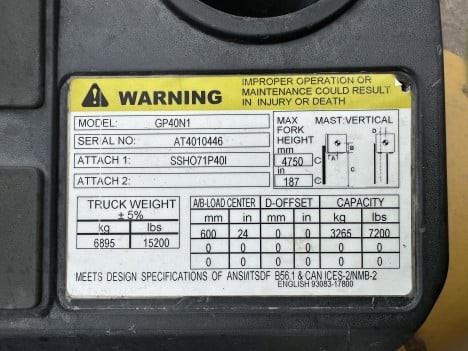 WARNING
IMPROPER OPERATION OR
MAINTENANCE COULD RESULT
IN INJURY OR DEATH
MODEL: GP40N1
SERIAL NO: AT4010446
ATTACH 1: SSHO71P40I
ATTACH 2:
MAX FORK HEIGHT
mm
4750 C
in
187 C
MAST: VERTICAL
D
A
B
C
TRUCK WEIGHT
± 5%
kg lbs
6895 15200
A/B-LOAD CENTER D-OFFSET CAPACITY
mm in mm in kg lbs
600 24 0 0 3265 7200
0 0 0 0 0 0
0 0 0 0 0 0
MEETS DESIGN SPECIFICATIONS OF ANSI/ITSDF B56.1 & CAN ICES-2/NMB-2
ENGLISH 93083-17800